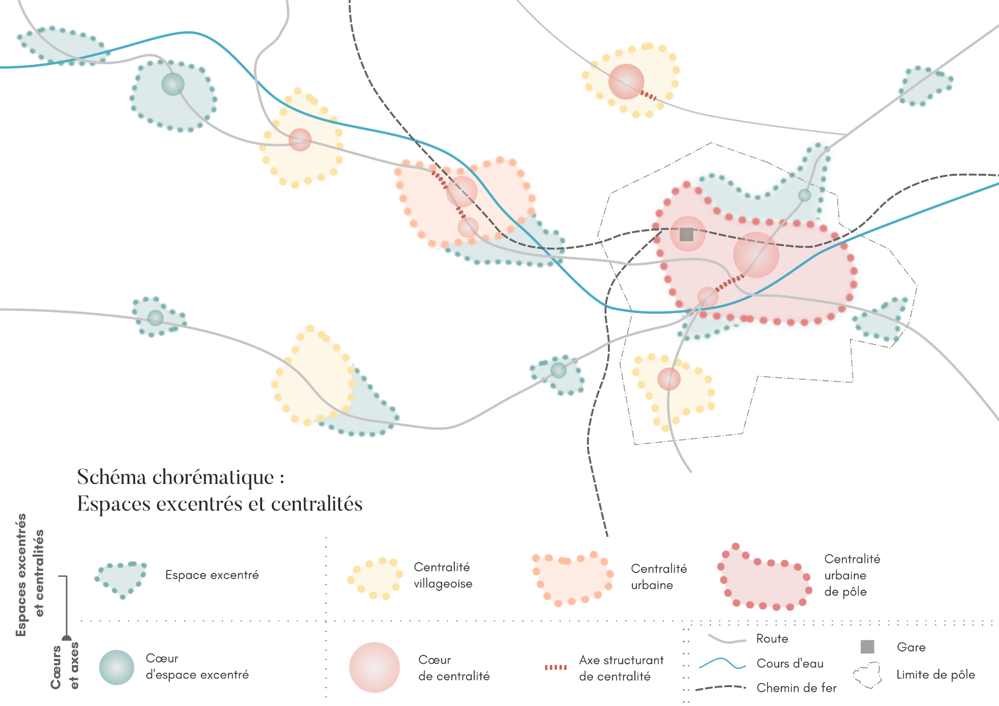 Schéma chorématique :
Espaces excentrés et centralités
Espaces excentrés
et centralités
Espace excentré
Centralité
villageoise
Centralité
urbaine
Centralité
urbaine
de pôle
Cœurs
et axes
Cœur
d'espace excentré
Cœur
de centralité
Axe structurant
de centralité
Route
Cours d'eau
Chemin de fer
Gare
Limite de pôle